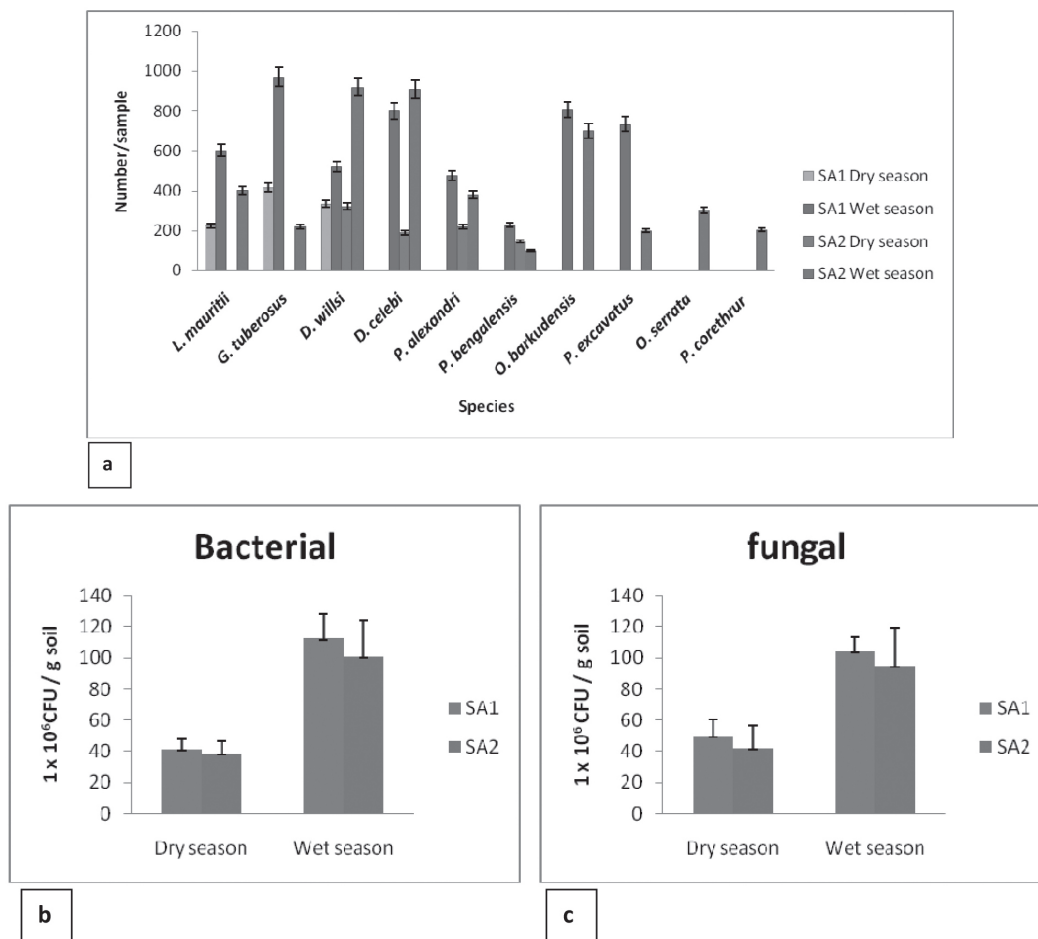 1200
1000
800
600
400
200
0
Number/sample
L. mauritii
G. tuberosus
D. willsi
D. celebi
P. alexandri
P. bengalensis
O. barkudensis
P. excavatus
O. serrata
P. corethrur
Species
SA1 Dry season
SA1 Wet season
SA2 Dry season
SA2 Wet season
a
Bacterial
140
120
100
80
60
40
20
0
1 x 10⁶CFU / g soil
Dry season
Wet season
SA1
SA2
b
fungal
140
120
100
80
60
40
20
0
1 x 10⁶ CFU / g soil
Dry season
Wet season
SA1
SA2
c